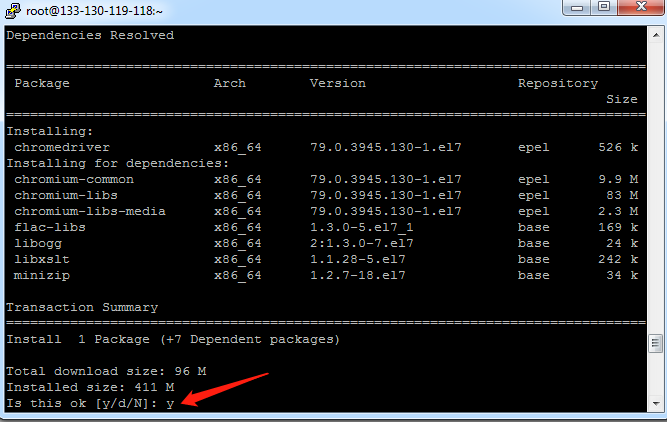 root@133-130-119-118:~
Dependencies Resolved
================================================================================
Package Arch Version Repository
Size
================================================================================
Installing:
chromedriver x86_64 79.0.3945.130-1.el7 epel 526 k
Installing for dependencies:
chromium-common x86_64 79.0.3945.130-1.el7 epel 9.9 M
chromium-libs x86_64 79.0.3945.130-1.el7 epel 83 M
chromium-libs-media x86_64 79.0.3945.130-1.el7 epel 2.3 M
flac-libs x86_64 1.3.0-5.el7_1 base 169 k
libogg x86_64 2:1.3.0-7.el7 base 24 k
libxslt x86_64 1.1.28-5.el7 base 242 k
minizip x86_64 1.2.7-18.el7 base 34 k
Transaction Summary
================================================================================
Install  1 Package (+7 Dependent packages)
Total download size: 96 M
Installed size: 411 M
Is this ok [y/d/N]: y